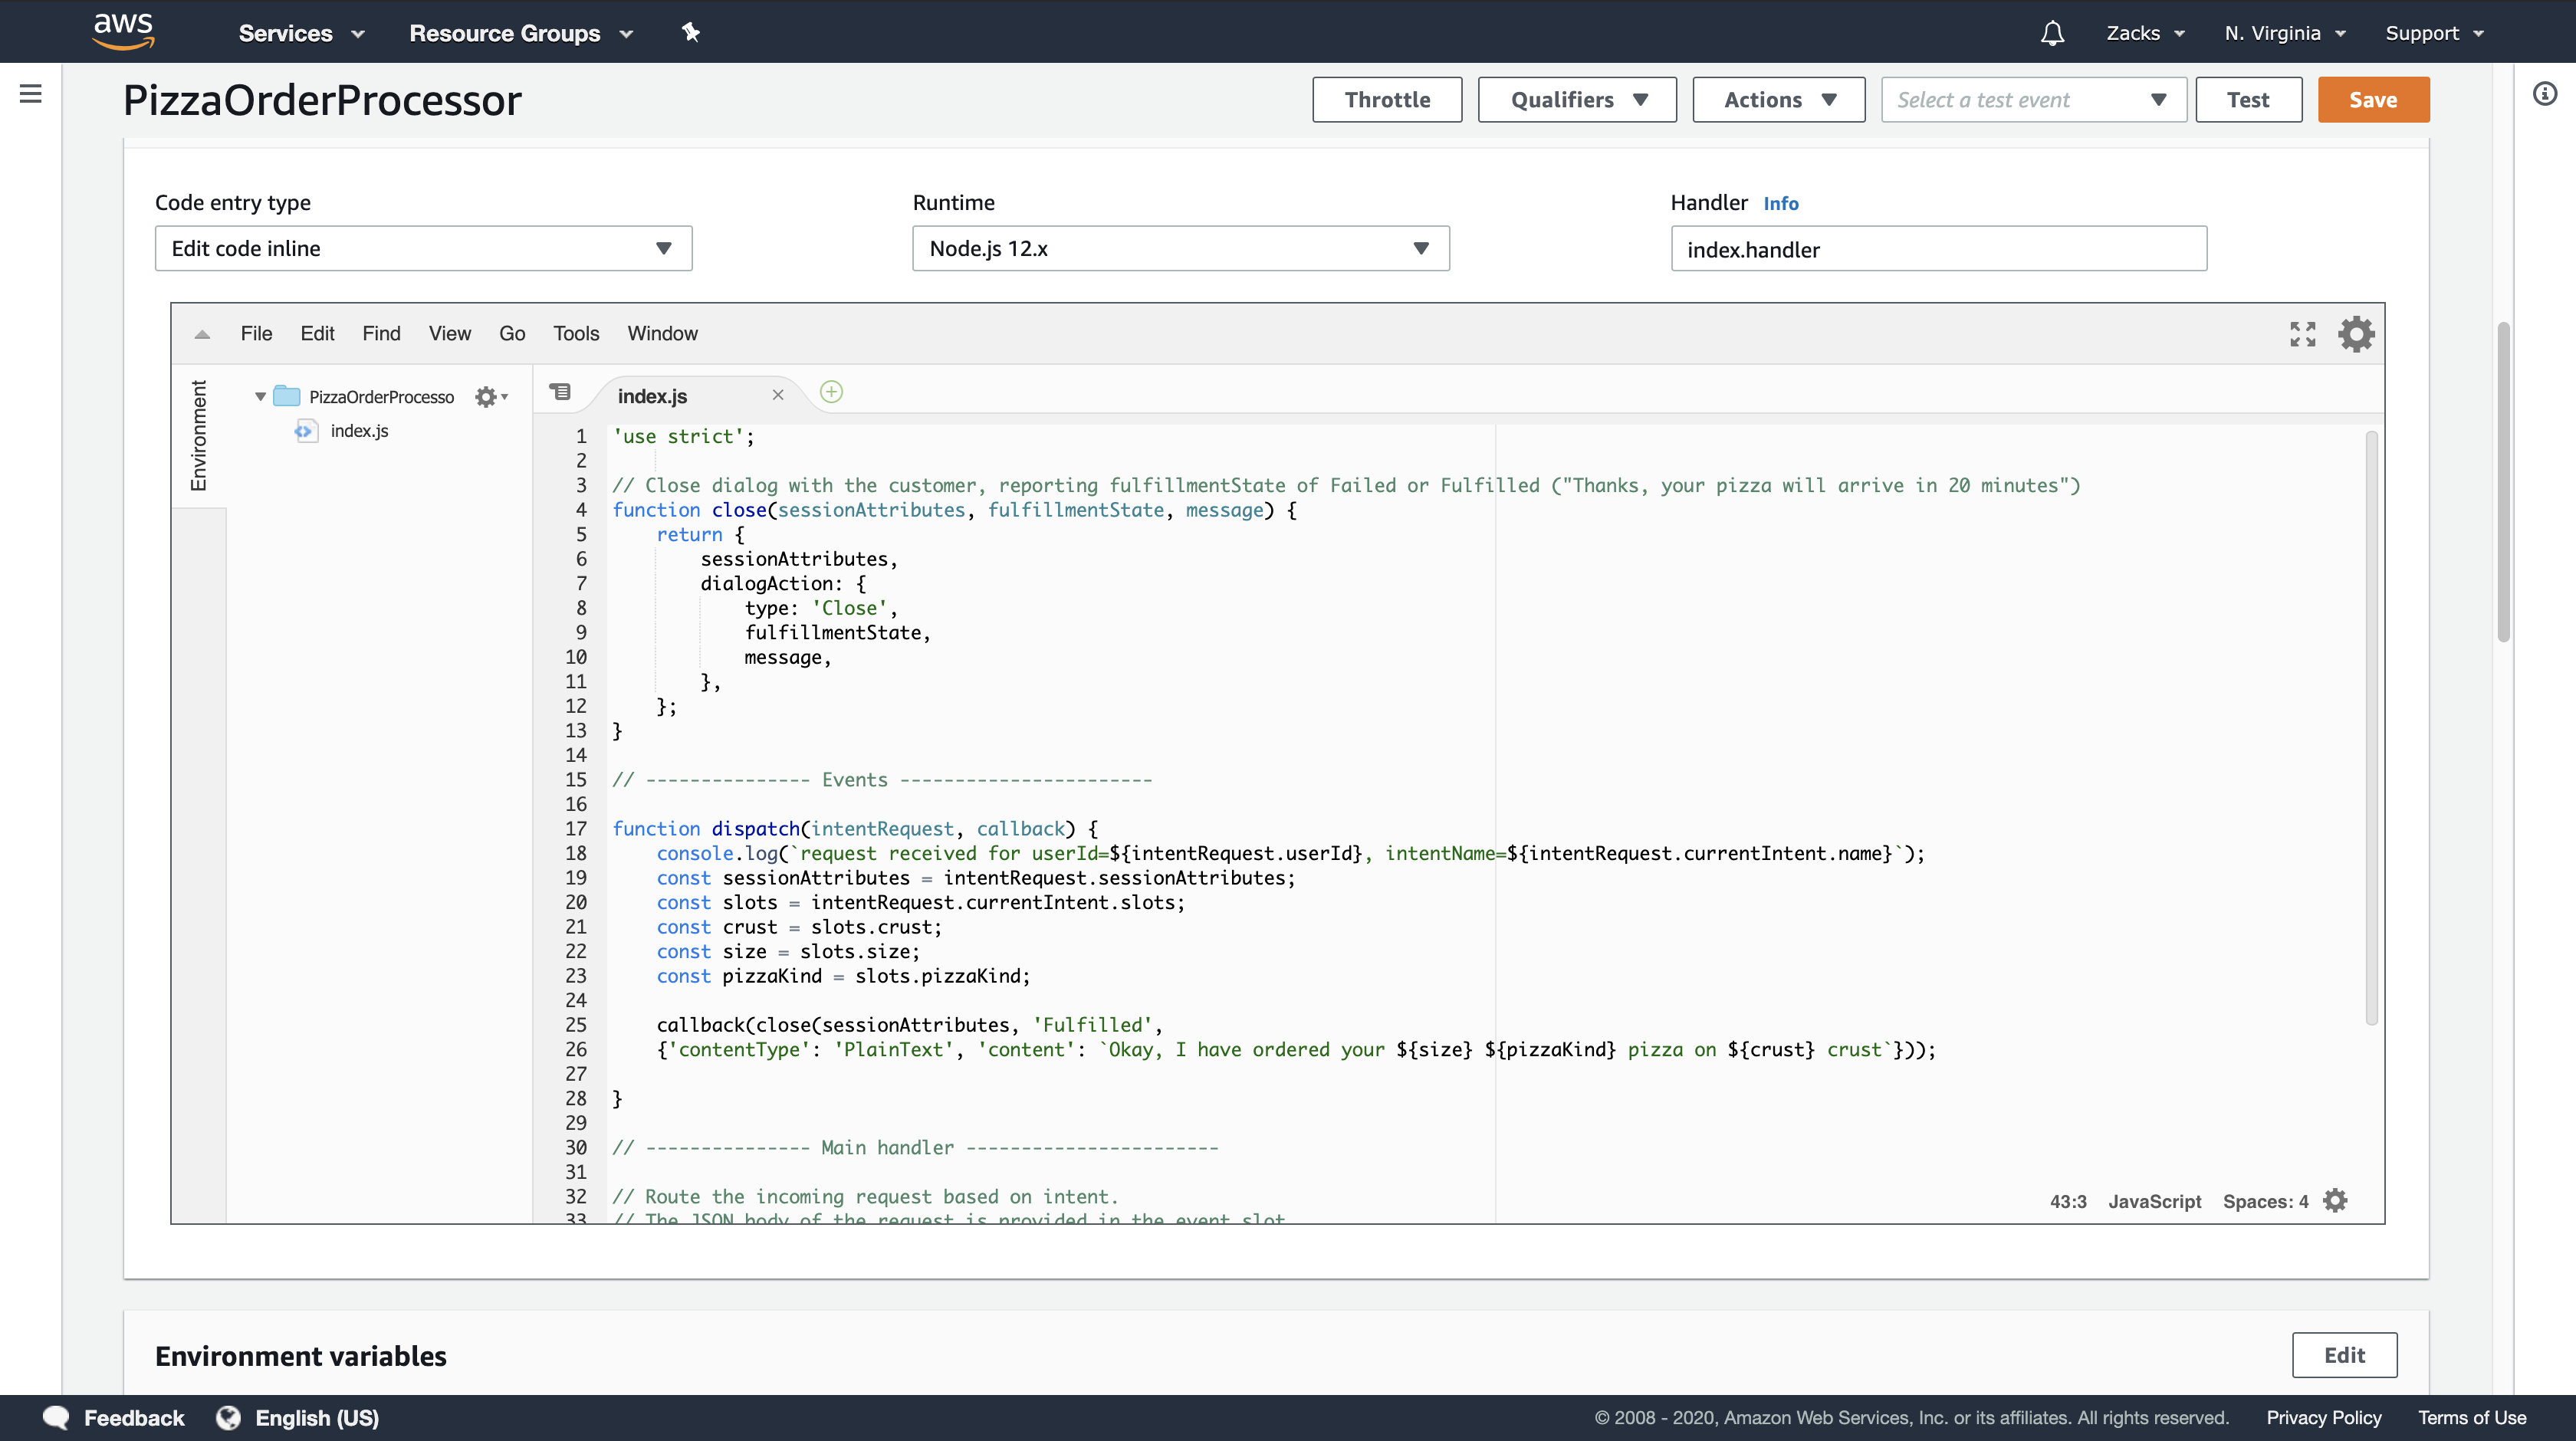 aws Services Resource Groups Zacks N. Virginia Support
PizzaOrderProcessor Throttle Qualifiers Actions Select a test event Test Save
Code entry type Runtime Handler Info
Edit code inline Node.js 12.x index.handler
File Edit Find View Go Tools Window
Environment
PizzaOrderProcesso
index.js
index.js
1 'use strict';
2
3 // Close dialog with the customer, reporting fulfillmentState of Failed or Fulfilled ("Thanks, your pizza will arrive in 20 minutes")
4 function close(sessionAttributes, fulfillmentState, message) {
5     return {
6         sessionAttributes,
7         dialogAction: {
8             type: 'Close',
9             fulfillmentState,
10             message,
11         },
12     };
13 }
14
15 // --------------- Events -----------------------
16
17 function dispatch(intentRequest, callback) {
18     console.log(`request received for userId=${intentRequest.userId}, intentName=${intentRequest.currentIntent.name}`);
19     const sessionAttributes = intentRequest.sessionAttributes;
20     const slots = intentRequest.currentIntent.slots;
21     const crust = slots.crust;
22     const size = slots.size;
23     const pizzaKind = slots.pizzaKind;
24
25     callback(close(sessionAttributes, 'Fulfilled',
26     {'contentType': 'PlainText', 'content': `Okay, I have ordered your ${size} ${pizzaKind} pizza on ${crust} crust`}));
27
28 }
29
30 // --------------- Main handler -----------------------
31
32 // Route the incoming request based on intent.
33 // The JSON body of the request is provided in the event slot
43:3 JavaScript Spaces: 4
Environment variables Edit
Feedback English (US) © 2008 - 2020, Amazon Web Services, Inc. or its affiliates. All rights reserved. Privacy Policy Terms of Use